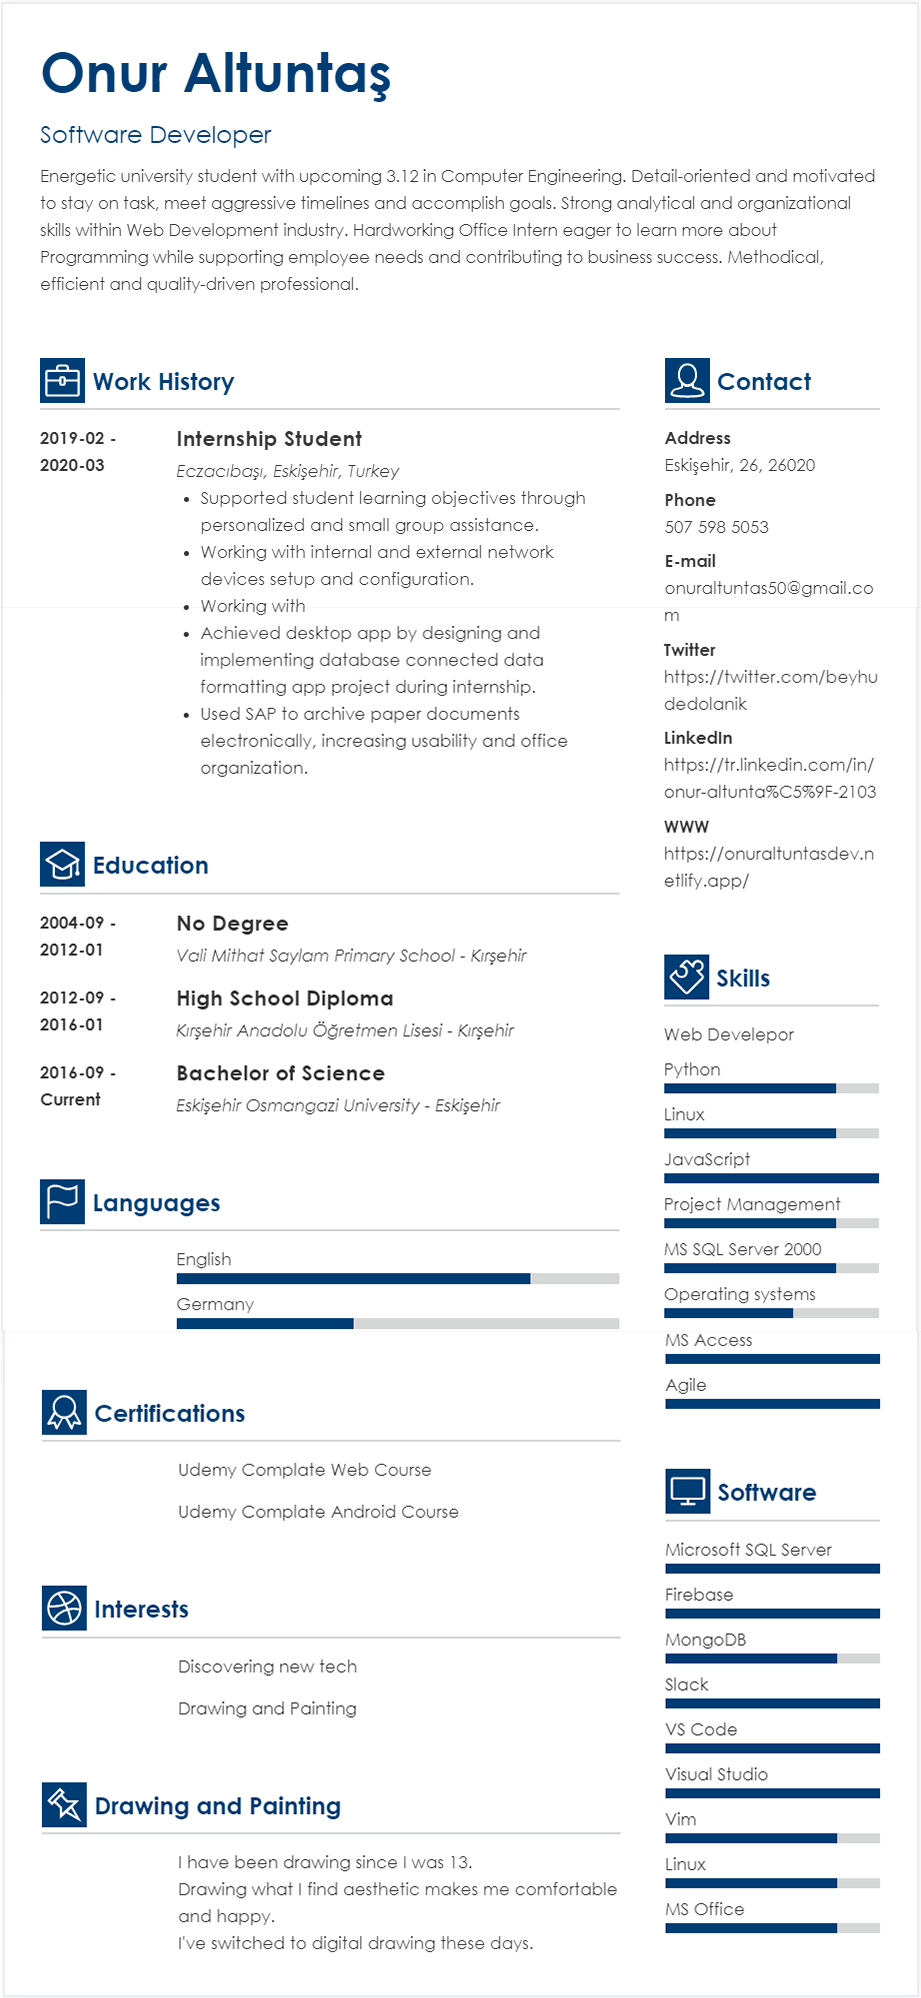 Onur Altuntaş
Software Developer
Energetic university student with upcoming 3.12 in Computer Engineering. Detail-oriented and motivated
to stay on task, meet aggressive timelines and accomplish goals. Strong analytical and organizational
skills within Web Development industry. Hardworking Office Intern eager to learn more about
Programming while supporting employee needs and contributing to business success. Methodical,
efficient and quality-driven professional.
Work History
2019-02 -
2020-03
Internship Student
Eczacıbaşı, Eskişehir, Turkey
• Supported student learning objectives through
personalized and small group assistance.
• Working with internal and external network
devices setup and configuration.
• Working with
• Achieved desktop app by designing and
implementing database connected data
formatting app project during internship.
• Used SAP to archive paper documents
electronically, increasing usability and office
organization.
Education
2004-09 -
2012-01
No Degree
Vali Mithat Saylam Primary School - Kırşehir
2012-09 -
2016-01
High School Diploma
Kırşehir Anadolu Öğretmen Lisesi - Kırşehir
2016-09 -
Current
Bachelor of Science
Eskişehir Osmangazi University - Eskişehir
Languages
English
Germany
Certifications
Udemy Complate Web Course
Udemy Complate Android Course
Interests
Discovering new tech
Drawing and Painting
Drawing and Painting
I have been drawing since I was 13.
Drawing what I find aesthetic makes me comfortable
and happy.
I've switched to digital drawing these days.
Contact
Address
Eskişehir, 26, 26020
Phone
507 598 5053
E-mail
onuraltuntas50@gmail.co
m
Twitter
https://twitter.com/beyhu
dedolanik
LinkedIn
https://tr.linkedin.com/in/
onur-altunta%C5%9F-2103
WWW
https://onuraltuntasdev.n
etlify.app/
Skills
Web Develepor
Python
Linux
JavaScript
Project Management
MS SQL Server 2000
Operating systems
MS Access
Agile
Software
Microsoft SQL Server
Firebase
MongoDB
Slack
VS Code
Visual Studio
Vim
Linux
MS Office